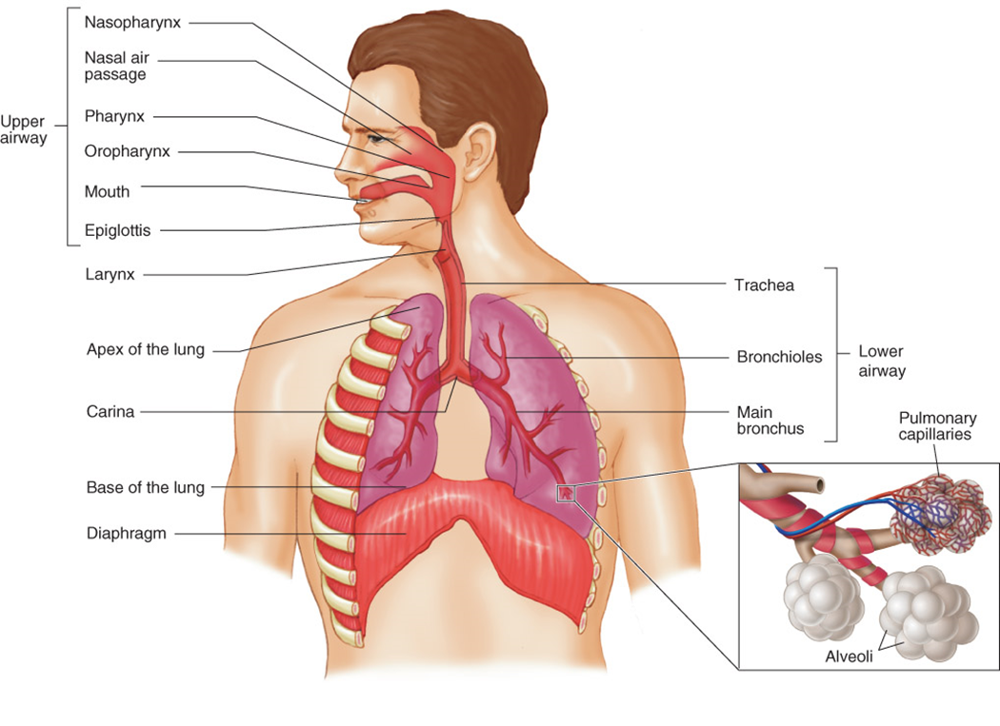 Upper
airway
Nasopharynx
Nasal air
passage
Pharynx
Oropharynx
Mouth
Epiglottis
Larynx
Apex of the lung
Carina
Base of the lung
Diaphragm
Trachea
Bronchioles
Main
bronchus
Lower
airway
Pulmonary
capillaries
Alveoli